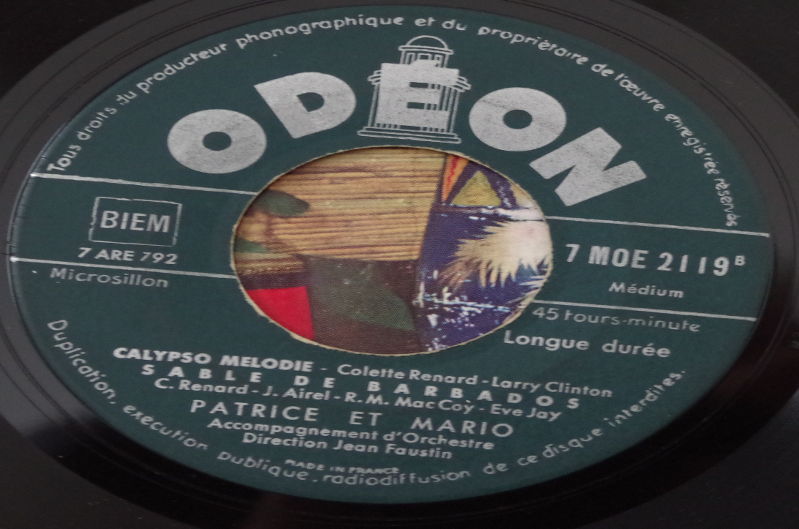 Tous droits du producteur phonographique et du propriétaire de l'œuvre enregistrée réservés
ODÉON
BIEM
7 ARE 792
Microsillon
7 MOE 2119 B
Médium
45 tours-minute
Longue durée
CALYPSO MELODIE - Colette Renard - Larry Clinton
SABLE DE BARBADOS
C. Renard - J. Airel - R. M. Mac Coy - Eve Jay
PATRICE ET MARIO
Accompagnement d'Orchestre
Direction Jean Faustin
MADE IN FRANCE
Duplication, exécution publique, radiodiffusion de ce disque interdites.